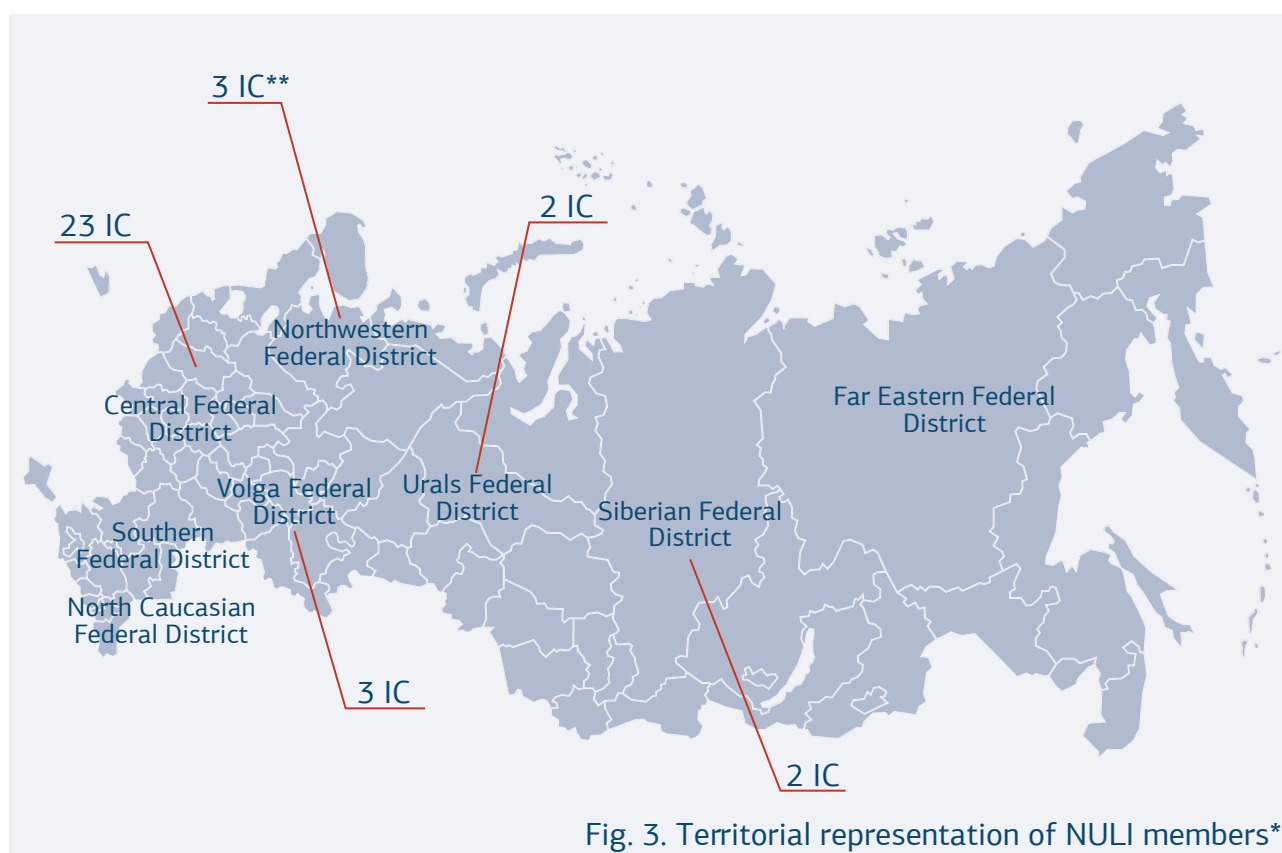 3 IC**
23 IC
2 IC
Northwestern
Federal District
Central Federal
District
Far Eastern Federal
District
Volga Federal
District
Urals Federal
District
Siberian Federal
District
Southern
Federal District
North Caucasian
Federal District
3 IC
2 IC
Fig. 3. Territorial representation of NULI members*